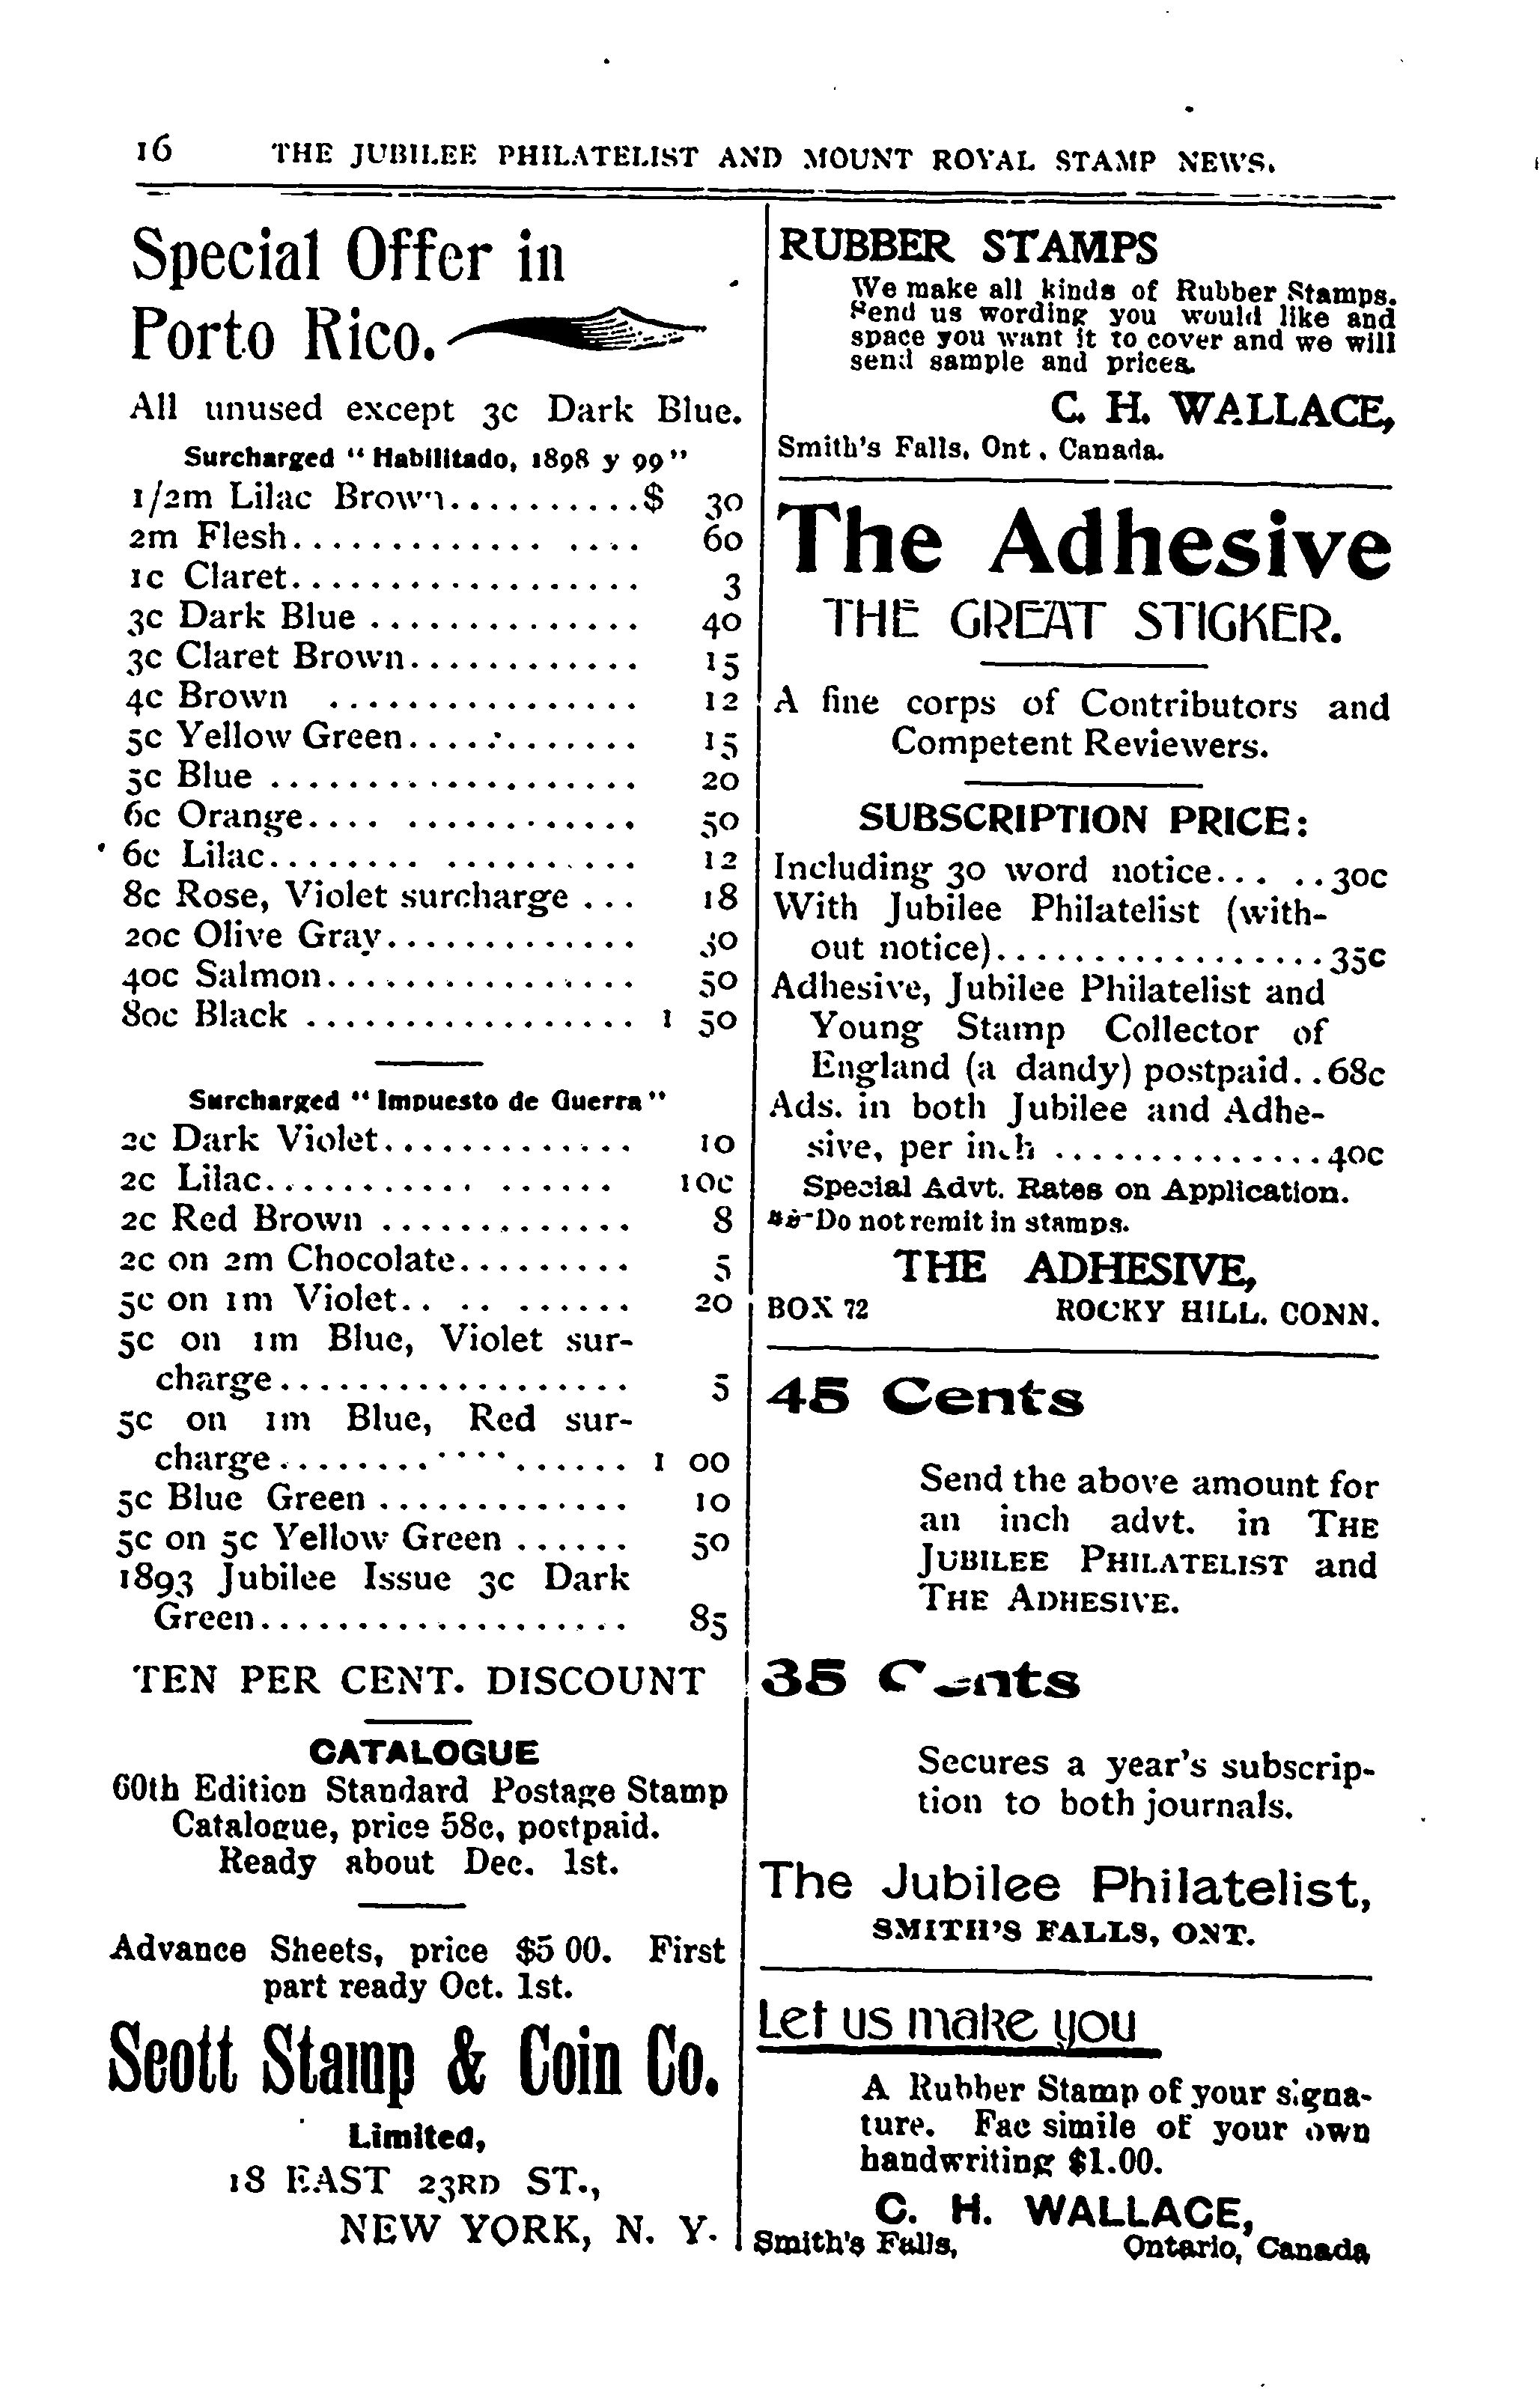 16 THE JUBILEE PHILATELIST AND MOUNT ROYAL STAMP NEWS.
Special Offer in
Porto Rico.
All unused except 3c Dark Blue.
Surcharged "Habilitado, 1898 y 99"
1/2m Lilac Brown..........$ 30
2m Flesh............. .... 60
1c Claret.................. 3
3c Dark Blue .............. 40
3c Claret Brown............ 15
4c Brown ................ 12
5c Yellow Green............ 15
5c Blue ................... 20
6c Orange.... ............ 50
6c Lilac........ .......... 12
8c Rose, Violet surcharge ... 18
20c Olive Gray............. 30
40c Salmon................ 50
80c Black ................. 1 50
Surcharged "Impuesto de Guerra"
2c Dark Violet............. 10
2c Lilac........... ...... 10c
2c Red Brown ............. 8
2c on 2m Chocolate......... 5
5c on 1m Violet.. .. ...... 20
5c on 1m Blue, Violet sur-
charge.................. 5
5c on 1m Blue, Red sur-
charge.................. 1 00
5c Blue Green ............. 10
5c on 5c Yellow Green ...... 50
1893 Jubilee Issue 3c Dark
Green................... 85
TEN PER CENT. DISCOUNT
CATALOGUE
60th Edition Standard Postage Stamp
Catalogue, price 58c, postpaid.
Ready about Dec. 1st.
Advance Sheets, price $5 00. First
part ready Oct. 1st.
Scott Stamp & Coin Co.
Limited,
18 EAST 23RD ST.,
NEW YORK, N. Y.
RUBBER STAMPS
We make all kinds of Rubber Stamps.
Send us wording you would like and
space you want it to cover and we will
send sample and prices.
C. H. WALLACE,
Smith's Falls, Ont., Canada.
The Adhesive
THE GREAT STICKER.
A fine corps of Contributors and
Competent Reviewers.
SUBSCRIPTION PRICE:
Including 30 word notice... ..30c
With Jubilee Philatelist (with-
out notice).................35c
Adhesive, Jubilee Philatelist and
Young Stamp Collector of
England (a dandy) postpaid..68c
Ads. in both Jubilee and Adhe-
sive, per inch ..............40c
Special Advt. Rates on Application.
Do not remit in stamps.
THE ADHESIVE,
BOX 72 ROCKY HILL. CONN.
45 Cents
Send the above amount for
an inch advt. in THE
JUBILEE PHILATELIST and
THE ADHESIVE.
35 Cents
Secures a year's subscrip-
tion to both journals.
The Jubilee Philatelist,
SMITH'S FALLS, ONT.
Let us make you
A Rubber Stamp of your signa-
ture. Fac simile of your own
handwriting $1.00.
C. H. WALLACE,
Smith's Falls, Ontario, Canada